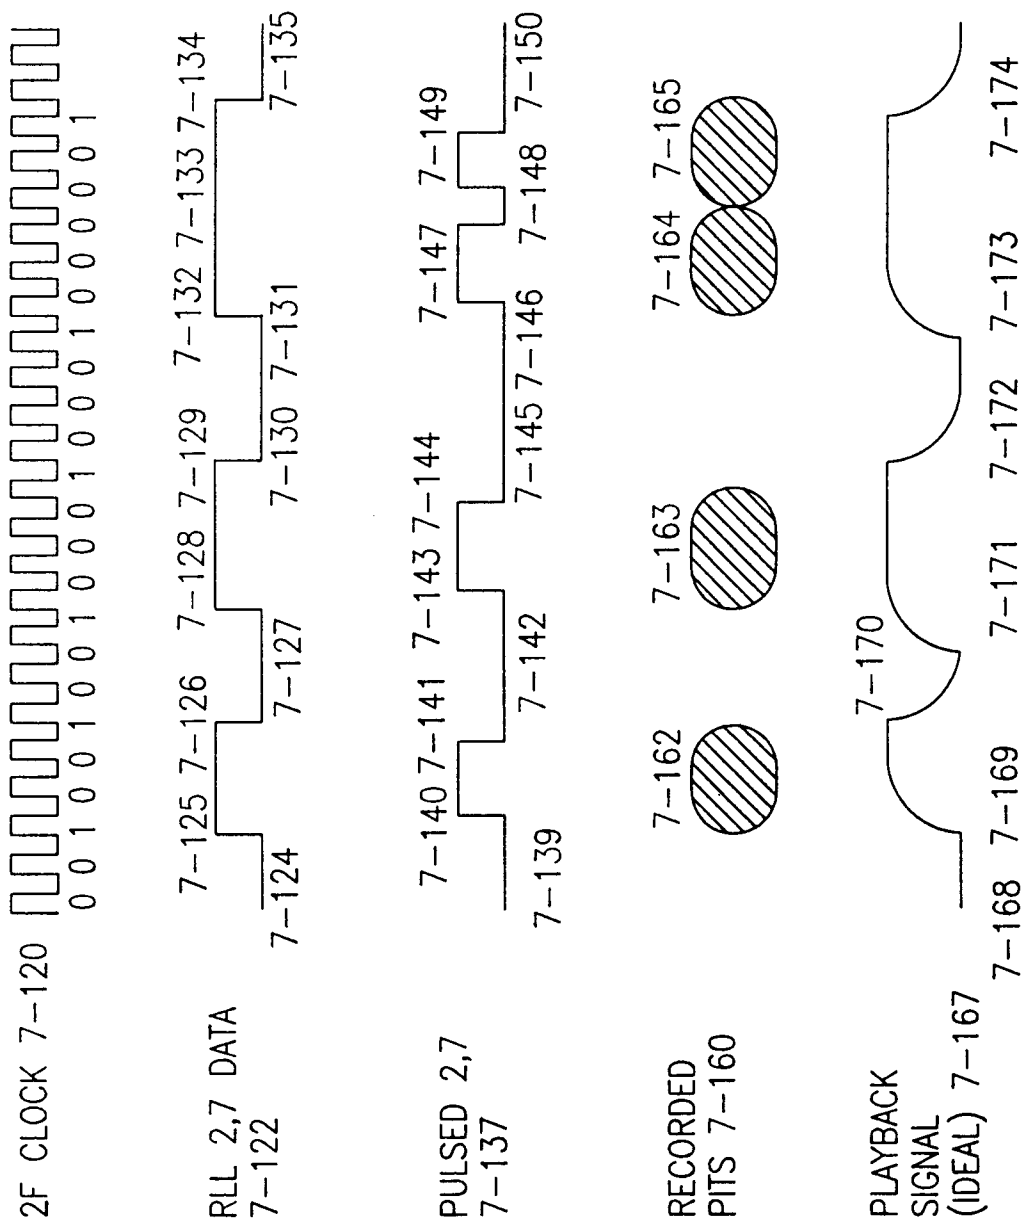 2F CLOCK 7–120
0 0 1 0 0 1 0 0 1 0 0 0 1 0 0 0 1 0 0 0 0 0 1
RLL 2,7 DATA
7–122
7–125 7–126 7–128 7–129 7–132 7–133 7–134
7–124 7–127 7–130 7–131 7–135
PULSED 2,7
7–137
7–140 7–141 7–143 7–144 7–147 7–149
7–139 7–142 7–145 7–146 7–148 7–150
RECORDED
PITS 7–160
7–162 7–163 7–164 7–165
PLAYBACK
SIGNAL
(IDEAL) 7–167
7–170
7–168 7–169 7–171 7–172 7–173 7–174